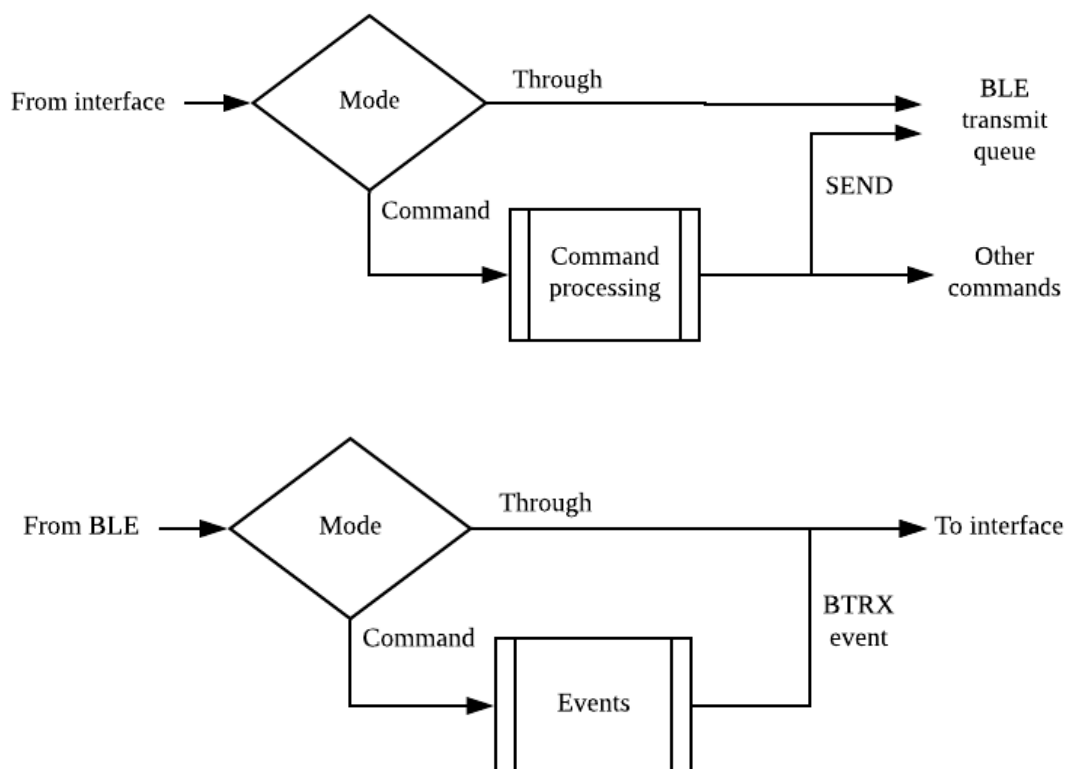 From interface
Mode
Through
BLE
transmit
queue
SEND
Command
Command
processing
Other
commands
From BLE
Mode
Through
To interface
BTRX
event
Command
Events